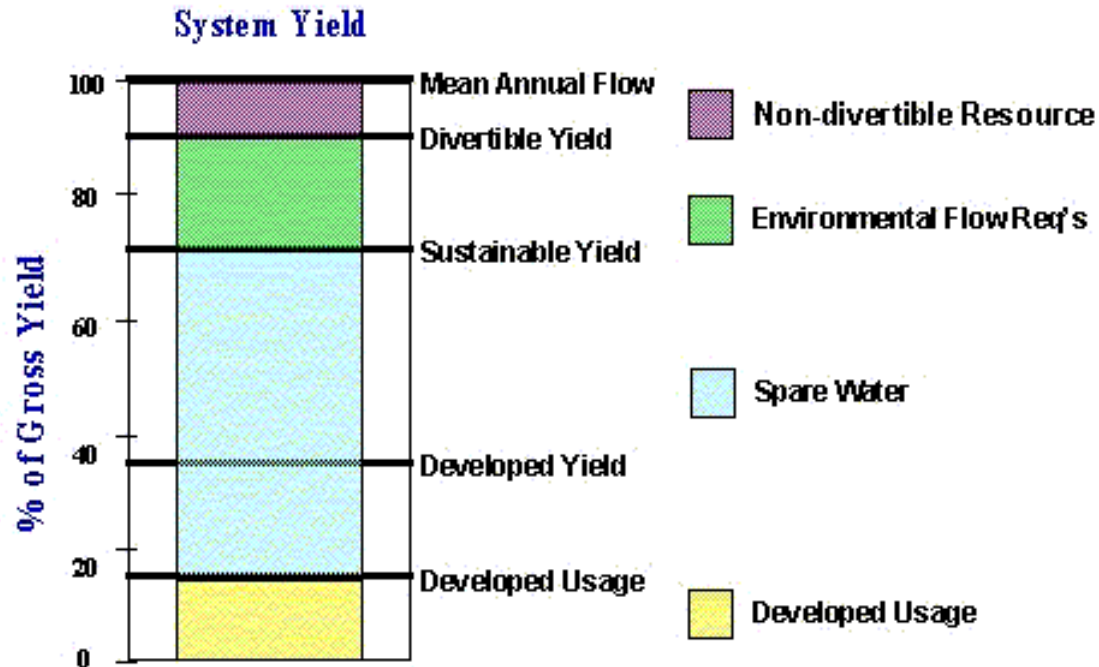 System Yield
100
Mean Annual Flow
Non-divertible Resource
Divertible Yield
80
Environmental Flow Req's
Sustainable Yield
% of Gross Yield
60
Spare Water
40
Developed Yield
20
Developed Usage
Developed Usage
0